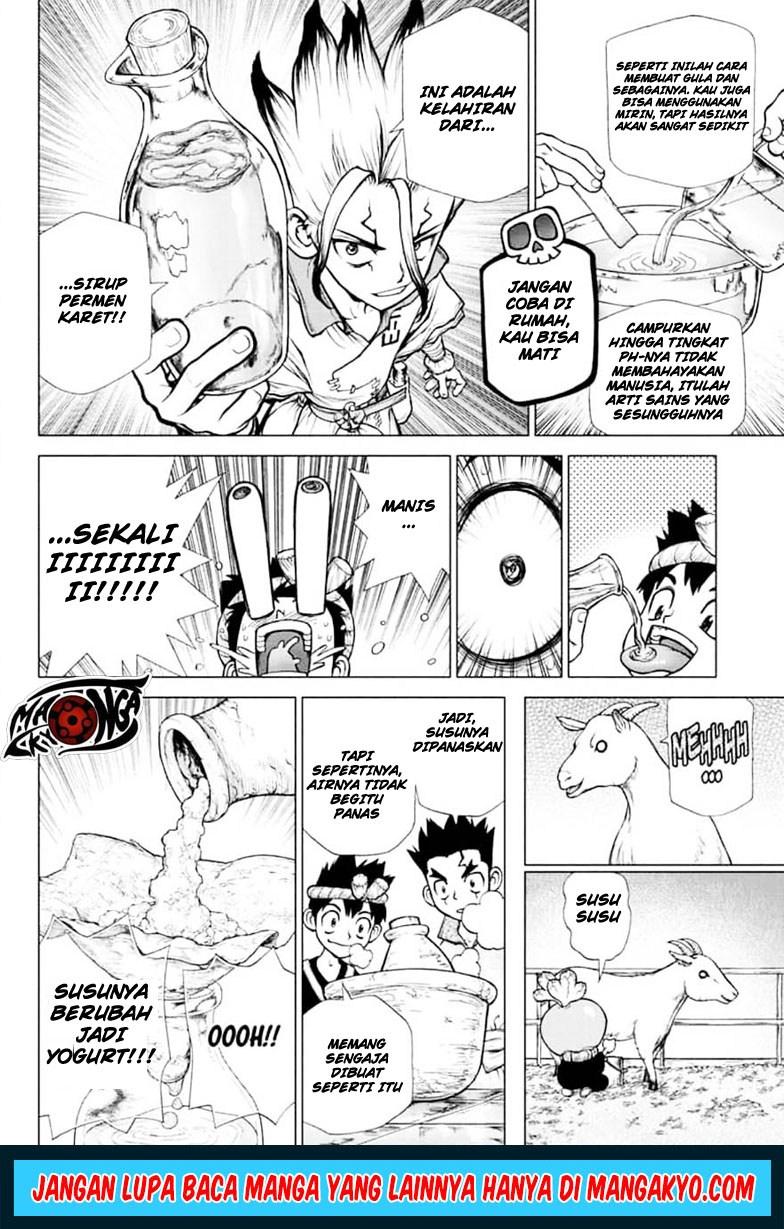 SEPERTI INILAH CARA
MEMBUAT GULA DAN
SEBAGAINYA. KAU JUGA
BISA MENGGUNAKAN
MIRIN, TAPI HASILNYA
AKAN SANGAT SEDIKIT
CAMPURKAN
HINGGA TINGKAT
PH-NYA TIDAK
MEMBAHAYAKAN
MANUSIA, ITULAH
ARTI SAINS YANG
SESUNGGUHNYA
INI ADALAH
KELAHIRAN
DARI...
JANGAN
COBA DI
RUMAH,
KAU BISA
MATI
...SIRUP
PERMEN
KARET!!
MANIS
...
...SEKALI
IIIIIIIII
II!!!!!
MEHHHH
...
SUSU
SUSU
JADI,
SUSUNYA
DIPANASKAN
TAPI
SEPERTINYA,
AIRNYA TIDAK
BEGITU
PANAS
MEMANG
SENGAJA
DIBUAT
SEPERTI ITU
OOOH!!
SUSUNYA
BERUBAH
JADI
YOGURT!!!
MANGA
KYO
JANGAN LUPA BACA MANGA YANG LAINNYA HANYA DI MANGAKYO.COM